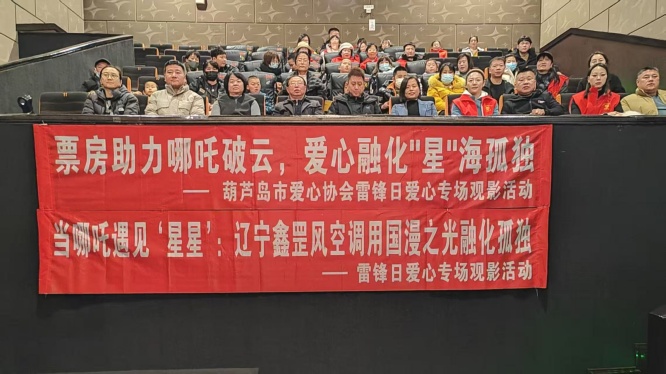 票房助力哪吒破云，爱心融化"星"海孤独
— 葫芦岛市爱心协会雷锋日爱心专场观影活动
当哪吒遇见‘星星’：辽宁鑫罡风空调用国漫之光融化孤独
— 雷锋日爱心专场观影活动